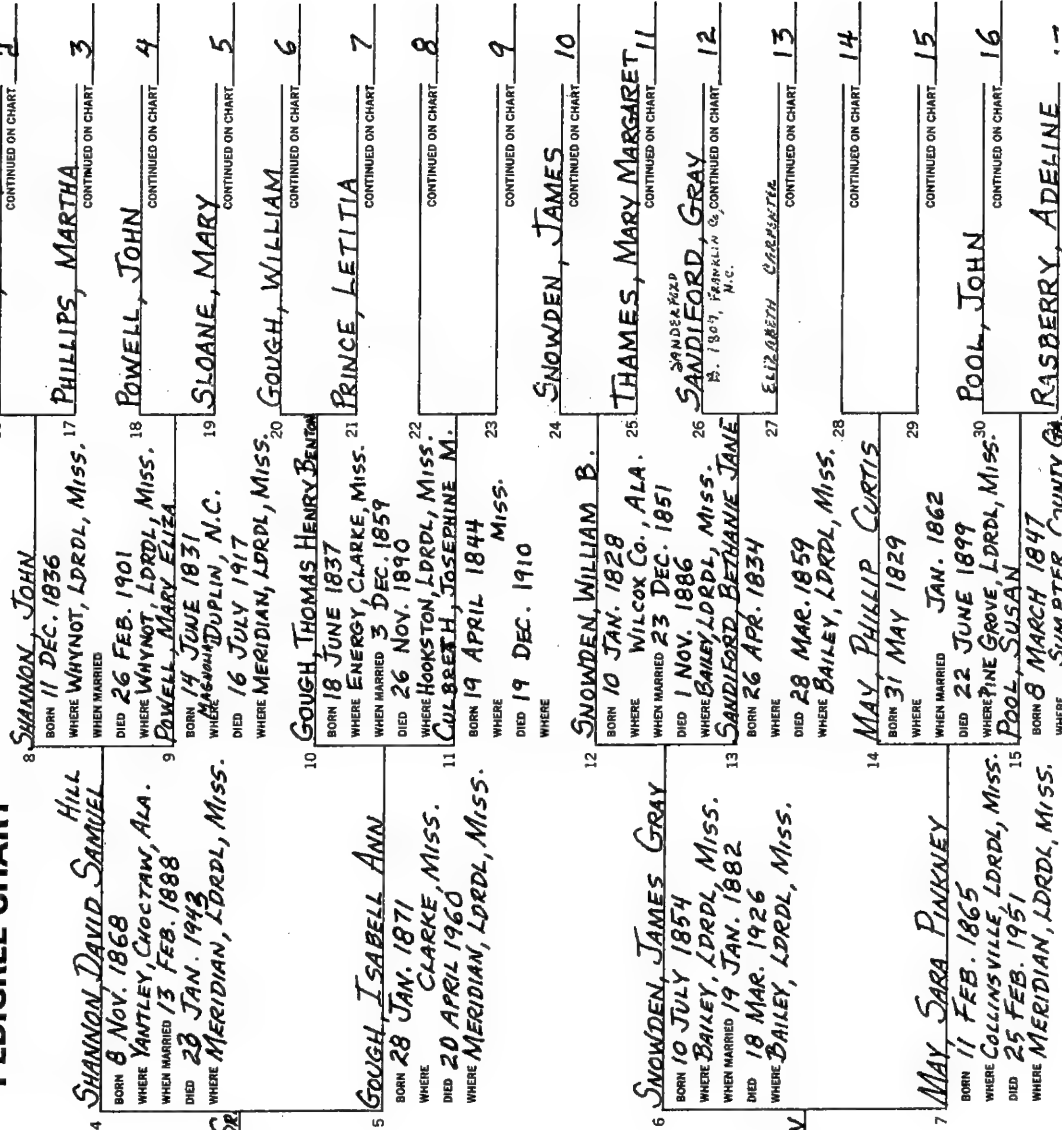 PEDIGREE CHART
4
SHANNON, DAVID SAMUEL HILL
BORN 8 NOV. 1868
WHERE YANTLEY, CHOCTAW, ALA.
WHEN MARRIED 13 FEB. 1888
DIED 23 JAN. 1943
WHERE MERIDIAN, LDRDL, MISS.
5
GOUGH, ISABELL ANN
BORN 28 JAN. 1871
WHERE CLARKE, MISS.
DIED 20 APRIL 1960
WHERE MERIDIAN, LDRDL, MISS.
6
SNOWDEN, JAMES GRAY
BORN 10 JULY 1854
WHERE BAILEY, LDRDL, MISS.
WHEN MARRIED 19 JAN. 1882
DIED 18 MAR. 1926
WHERE BAILEY, LDRDL, MISS.
7
MAY, SARA PINKNEY
BORN 11 FEB. 1865
WHERE COLLINSVILLE, LDRDL, MISS.
DIED 25 FEB. 1951
WHERE MERIDIAN, LDRDL, MISS.
8
SHANNON, JOHN
BORN 11 DEC. 1836
WHERE WHYNOT, LDRDL, MISS.
WHEN MARRIED
DIED 26 FEB. 1901
WHERE WHYNOT, LDRDL, MISS.
9
POWELL, MARY ELIZA
BORN 14 JUNE 1831
WHERE MAGNOLIA, DUPLIN, N.C.
DIED 16 JULY 1917
WHERE MERIDIAN, LDRDL, MISS.
10
GOUGH, THOMAS HENRY BENTON
BORN 18 JUNE 1837
WHERE ENERGY, CLARKE, MISS.
WHEN MARRIED 3 DEC. 1859
DIED 26 NOV. 1890
WHERE HOOKSTON, LDRDL, MISS.
11
CULBRETH, JOSEPHINE M.
BORN 19 APRIL 1844
WHERE MISS.
DIED 19 DEC. 1910
WHERE
12
SNOWDEN, WILLIAM B.
BORN 10 JAN. 1828
WHERE WILCOX CO., ALA.
WHEN MARRIED 23 DEC. 1851
DIED 1 NOV. 1886
WHERE BAILEY, LDRDL, MISS.
13
SANDIFORD, BETHANIE JANE
BORN 26 APR. 1834
WHERE
DIED 28 MAR. 1859
WHERE BAILEY, LDRDL, MISS.
14
MAY, PHILLIP CURTIS
BORN 31 MAY 1829
WHERE
WHEN MARRIED JAN. 1862
DIED 22 JUNE 1899
WHERE PINE GROVE, LDRDL, MISS.
15
POOL, SUSAN
BORN 8 MARCH 1847
WHERE SUMTER COUNTY
CONTINUED ON CHART
17
PHILLIPS, MARTHA
CONTINUED ON CHART 3
18
POWELL, JOHN
CONTINUED ON CHART 4
19
SLOANE, MARY
CONTINUED ON CHART 5
20
GOUGH, WILLIAM
CONTINUED ON CHART 6
21
PRINCE, LETITIA
CONTINUED ON CHART 7
22
CONTINUED ON CHART 8
23
CONTINUED ON CHART 9
24
SNOWDEN, JAMES
CONTINUED ON CHART 10
25
THAMES, MARY MARGARET
CONTINUED ON CHART 11
26
SANDERFORD
SANDIFORD, GRAY
B. 1807, FRANKLIN CO, N.C.
CONTINUED ON CHART 12
27
ELIZABETH CARPENTER
CONTINUED ON CHART 13
28
CONTINUED ON CHART 14
29
CONTINUED ON CHART 15
30
POOL, JOHN
CONTINUED ON CHART 16
RASBERRY, ADELINE